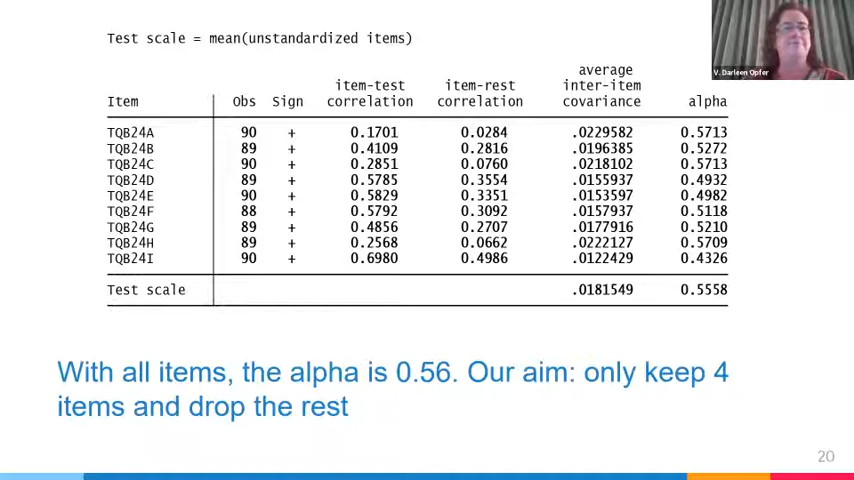 V. Darleen Opfer
Test scale = mean(unstandardized items)
average
item-test item-rest inter-item
Item Obs Sign correlation correlation covariance alpha
TQB24A 90 + 0.1701 0.0284 .0229582 0.5713
TQB24B 89 + 0.4109 0.2816 .0196385 0.5272
TQB24C 90 + 0.2851 0.0760 .0218102 0.5713
TQB24D 89 + 0.5785 0.3554 .0155937 0.4932
TQB24E 90 + 0.5829 0.3351 .0153597 0.4982
TQB24F 88 + 0.5792 0.3092 .0157937 0.5118
TQB24G 89 + 0.4856 0.2707 .0177916 0.5210
TQB24H 89 + 0.2568 0.0662 .0222127 0.5709
TQB24I 90 + 0.6980 0.4986 .0122429 0.4326
Test scale .0181549 0.5558
With all items, the alpha is 0.56. Our aim: only keep 4
items and drop the rest
20